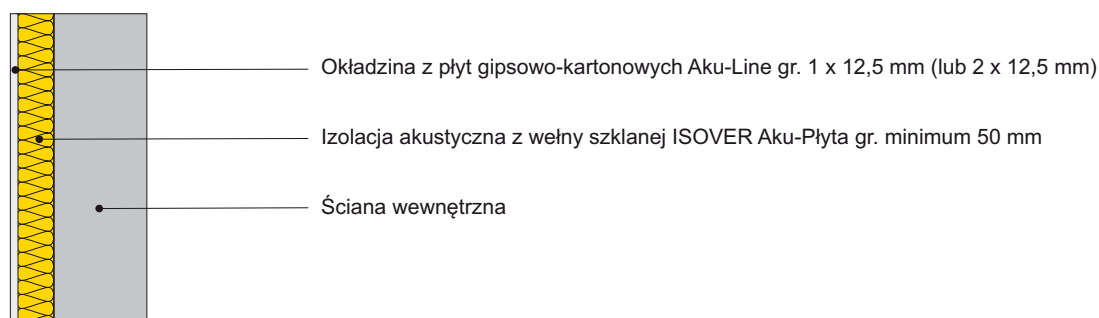 Okładzina z płyt gipsowo-kartonowych Aku-Line gr. 1 x 12,5 mm (lub 2 x 12,5 mm)
Izolacja akustyczna z wełny szklanej ISOVER Aku-Płyta gr. minimum 50 mm
Ściana wewnętrzna